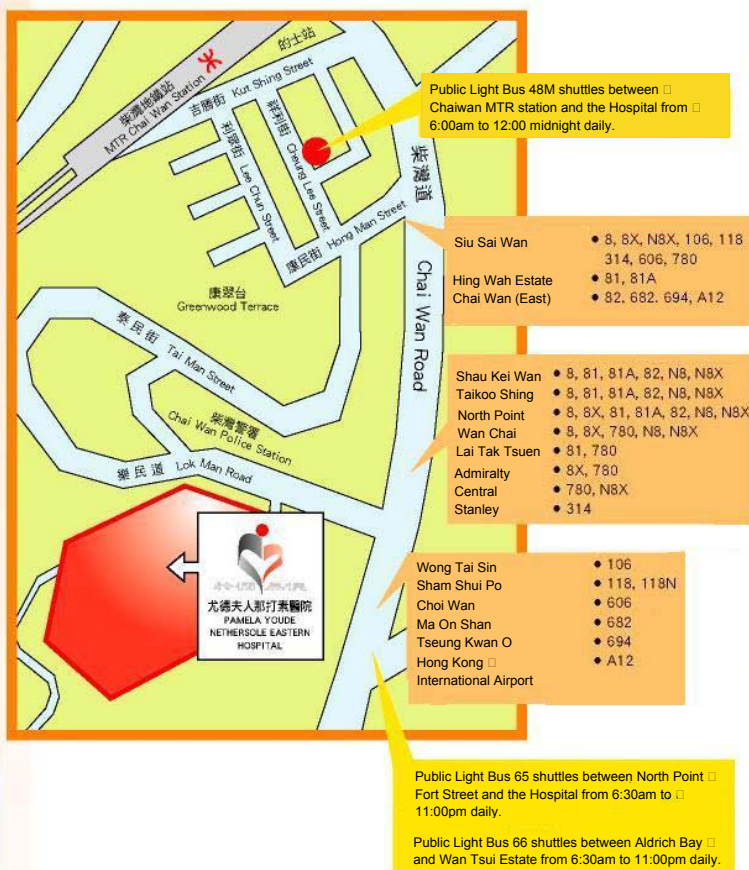 的士站
柴灣地鐵站
MTR Chai Wan Station
吉勝街 Kut Shing Street
祥利街 Cheung Lee Street
利眾街 Lee Chun Street
康民街 Hong Man Street
柴灣道
Chai Wan Road
Public Light Bus 48M shuttles between □
Chaiwan MTR station and the Hospital from □
6:00am to 12:00 midnight daily.
Siu Sai Wan • 8, 8X, N8X, 106, 118
314, 606, 780
Hing Wah Estate • 81, 81A
Chai Wan (East) • 82. 682. 694, A12
康翠台
Greenwood Terrace
泰民街 Tai Man Street
柴灣警署
Chai Wan Police Station
樂民道 Lok Man Road
Shau Kei Wan • 8, 81, 81A, 82, N8, N8X
Taikoo Shing • 8, 81, 81A, 82, N8, N8X
North Point • 8, 8X, 81, 81A, 82, N8, N8X
Wan Chai • 8, 8X, 780, N8, N8X
Lai Tak Tsuen • 81, 780
Admiralty • 8X, 780
Central • 780, N8X
Stanley • 314
尤德夫人那打素醫院
PAMELA YOUDE
NETHERSOLE EASTERN
HOSPITAL
Wong Tai Sin • 106
Sham Shui Po • 118, 118N
Choi Wan • 606
Ma On Shan • 682
Tseung Kwan O • 694
Hong Kong □ • A12
International Airport
Public Light Bus 65 shuttles between North Point □
Fort Street and the Hospital from 6:30am to □
11:00pm daily.
Public Light Bus 66 shuttles between Aldrich Bay □
and Wan Tsui Estate from 6:30am to 11:00pm daily.